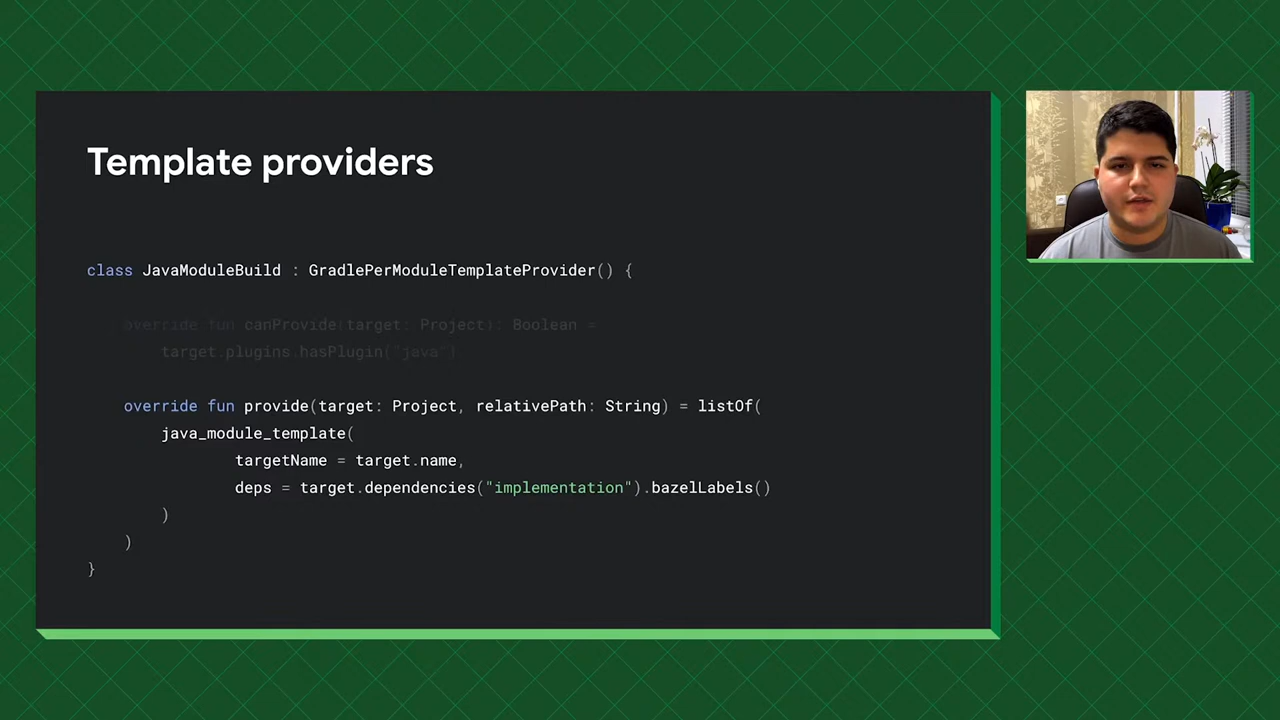 Template providers
class JavaModuleBuild : GradlePerModuleTemplateProvider() {
override fun canProvide(target: Project): Boolean =
target.plugins.hasPlugin("java")
override fun provide(target: Project, relativePath: String) = listOf(
java_module_template(
targetName = target.name,
deps = target.dependencies("implementation").bazelLabels()
)
)
}